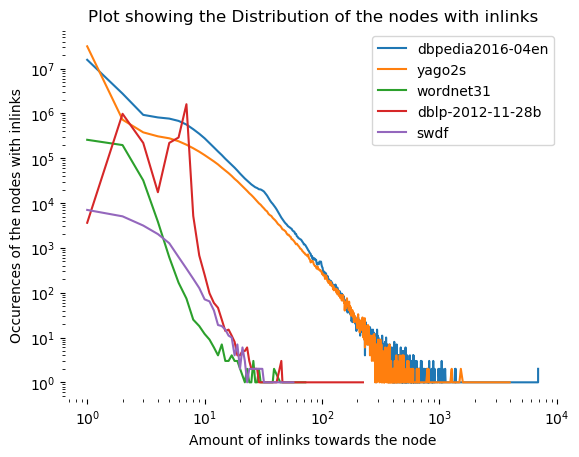 Plot showing the Distribution of the nodes with inlinks
dbpedia2016-04en
yago2s
wordnet31
dblp-2012-11-28b
swdf
Occurences of the nodes with inlinks
10^7
10^6
10^5
10^4
10^3
10^2
10^1
10^0
10^0 10^1 10^2 10^3 10^4
Amount of inlinks towards the node